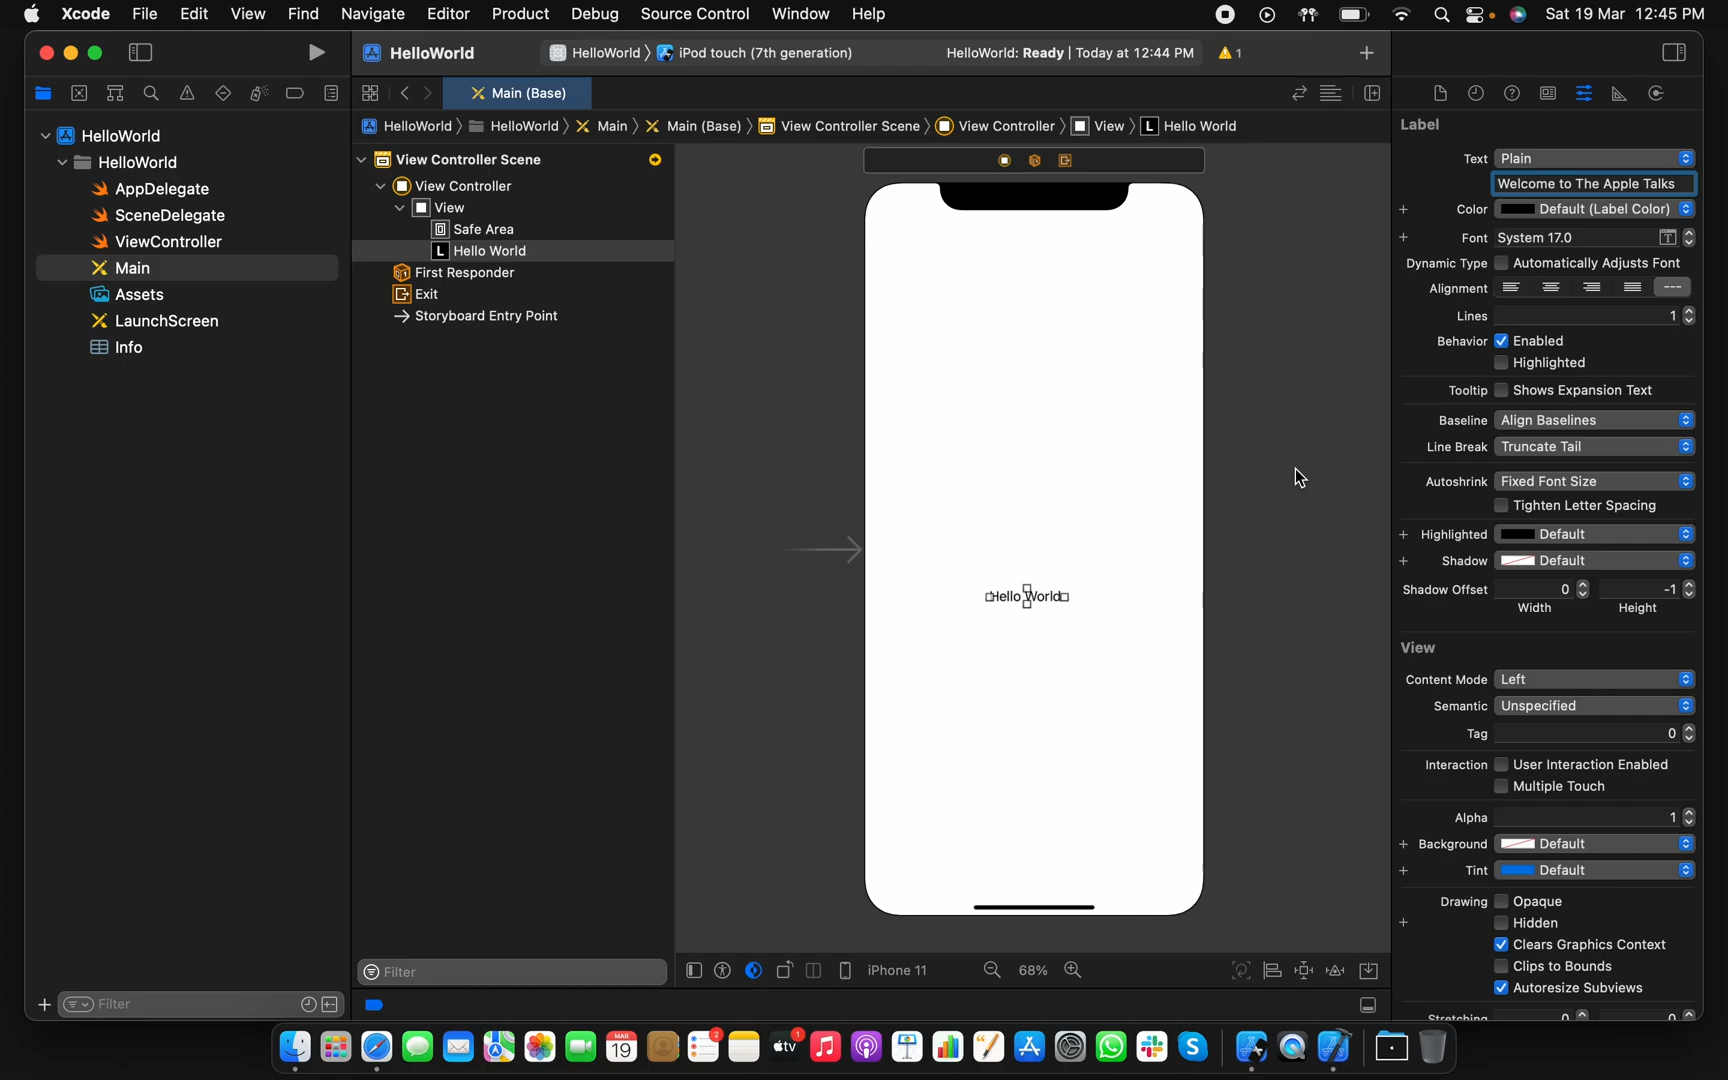 Xcode File Edit View Find Navigate Editor Product Debug Source Control Window Help Sat 19 Mar 12:45 PM
HelloWorld HelloWorld iPod touch (7th generation) HelloWorld: Ready | Today at 12:44 PM 1
Main (Base)
HelloWorld HelloWorld Main Main (Base) View Controller Scene View Controller View L Hello World
HelloWorld
HelloWorld
AppDelegate
SceneDelegate
ViewController
Main
Assets
LaunchScreen
Info
Filter
View Controller Scene
View Controller
View
Safe Area
L Hello World
First Responder
Exit
Storyboard Entry Point
Filter
Hello World
iPhone 11 68%
Label
Text Plain
Welcome to The Apple Talks
Color Default (Label Color)
Font System 17.0
Dynamic Type Automatically Adjusts Font
Alignment
Lines 1
Behavior Enabled
Highlighted
Tooltip Shows Expansion Text
Baseline Align Baselines
Line Break Truncate Tail
Autoshrink Fixed Font Size
Tighten Letter Spacing
Highlighted Default
Shadow Default
Shadow Offset 0 -1
Width Height
View
Content Mode Left
Semantic Unspecified
Tag 0
Interaction User Interaction Enabled
Multiple Touch
Alpha 1
Background Default
Tint Default
Drawing Opaque
Hidden
Clears Graphics Context
Clips to Bounds
Autoresize Subviews
Stretching 0 0
MAR
19
2
tv
1